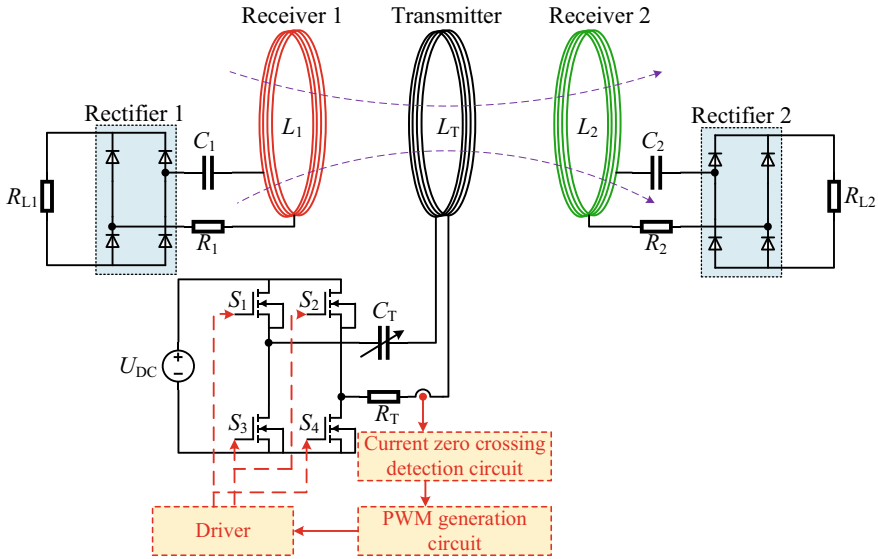 Receiver 1 Transmitter Receiver 2
Rectifier 1
Rectifier 2
C1
L1
LT
L2
C2
RL1
RL2
R1
R2
S1
S2
CT
UDC
RT
S3
S4
Current zero crossing
detection circuit
Driver
PWM generation
circuit